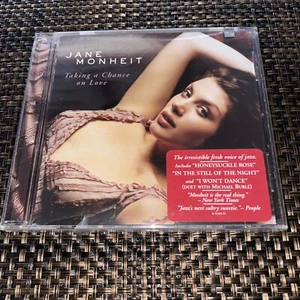 JANE
MONHEIT
Taking a Chance
on Love
The irresistible fresh voice of jazz.
Includes "HONEYSUCKLE ROSE"
"IN THE STILL OF THE NIGHT"
and "I WON'T DANCE"
(DUET WITH MICHAEL BUBLÉ)
"Monheit is the real thing."
– New York Times
"Jazz's next sultry sweetie." – People